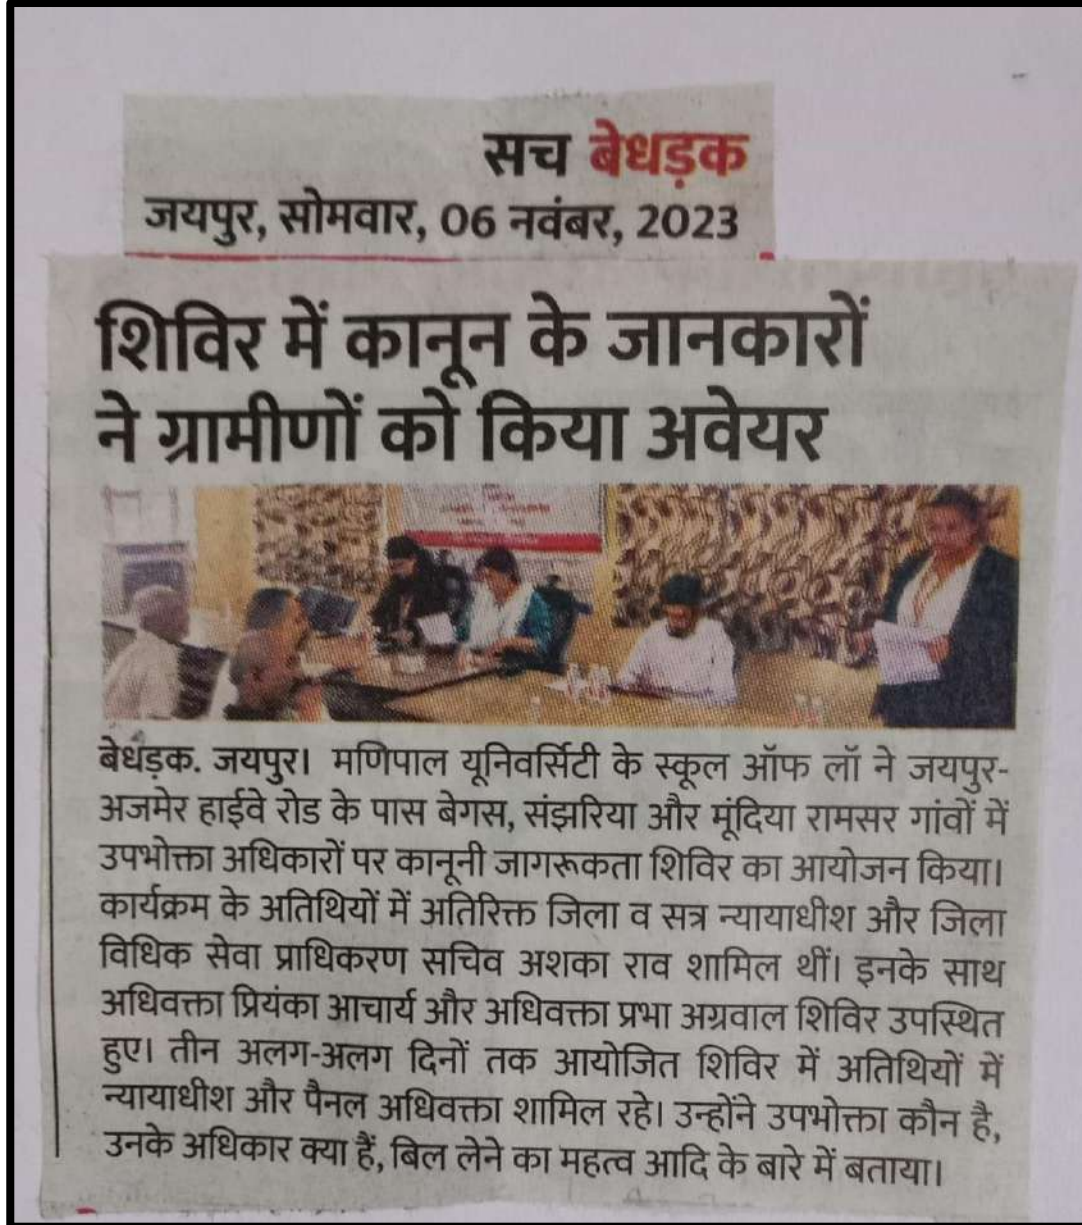 सच बेधड़क
जयपुर, सोमवार, 06 नवंबर, 2023
शिविर में कानून के जानकारों
ने ग्रामीणों को किया अवेयर
बेधड़क. जयपुर। मणिपाल यूनिवर्सिटी के स्कूल ऑफ लॉ ने जयपुर-
अजमेर हाईवे रोड के पास बेगस, संझरिया और मूंदिया रामसर गांवों में
उपभोक्ता अधिकारों पर कानूनी जागरूकता शिविर का आयोजन किया।
कार्यक्रम के अतिथियों में अतिरिक्त जिला व सत्र न्यायाधीश और जिला
विधिक सेवा प्राधिकरण सचिव अशका राव शामिल थीं। इनके साथ
अधिवक्ता प्रियंका आचार्य और अधिवक्ता प्रभा अग्रवाल शिविर उपस्थित
हुए। तीन अलग-अलग दिनों तक आयोजित शिविर में अतिथियों में
न्यायाधीश और पैनल अधिवक्ता शामिल रहे। उन्होंने उपभोक्ता कौन है,
उनके अधिकार क्या हैं, बिल लेने का महत्व आदि के बारे में बताया।